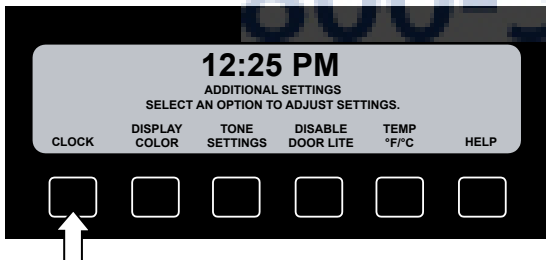 800-
12:25 PM
ADDITIONAL SETTINGS
SELECT AN OPTION TO ADJUST SETTINGS.
CLOCK
DISPLAY COLOR
TONE SETTINGS
DISABLE DOOR LITE
TEMP °F/°C
HELP